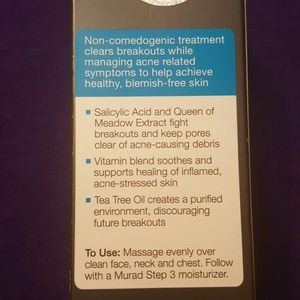 Non-comedogenic treatment
clears breakouts while
managing acne related
symptoms to help achieve
healthy, blemish-free skin
▪ Salicylic Acid and Queen of
Meadow Extract fight
breakouts and keep pores
clear of acne-causing debris
▪ Vitamin blend soothes and
supports healing of inflamed,
acne-stressed skin
▪ Tea Tree Oil creates a purified
environment, discouraging
future breakouts
To Use: Massage evenly over
clean face, neck and chest. Follow
with a Murad Step 3 moisturizer.